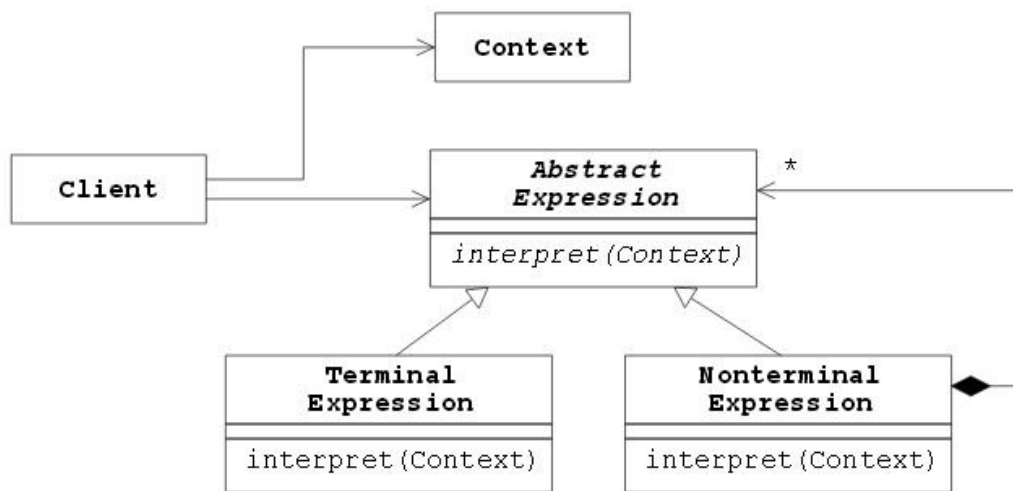 Context
Client
Abstract
Expression
*
interpret(Context)
Terminal
Expression
interpret(Context)
Nonterminal
Expression
interpret(Context)